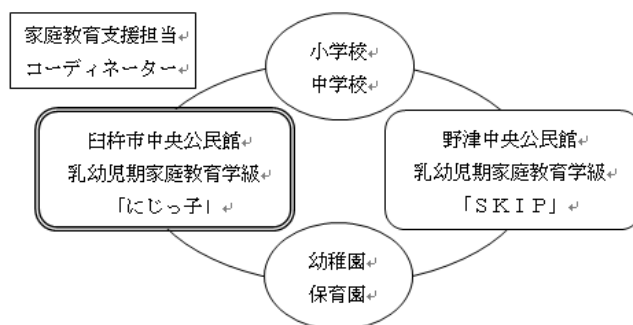 家庭教育支援担当
コーディネーター
小学校
中学校
臼杵市中央公民館
乳幼児期家庭教育学級
「にじっ子」
野津中央公民館
乳幼児期家庭教育学級
「ＳＫＩＰ」
幼稚園
保育園